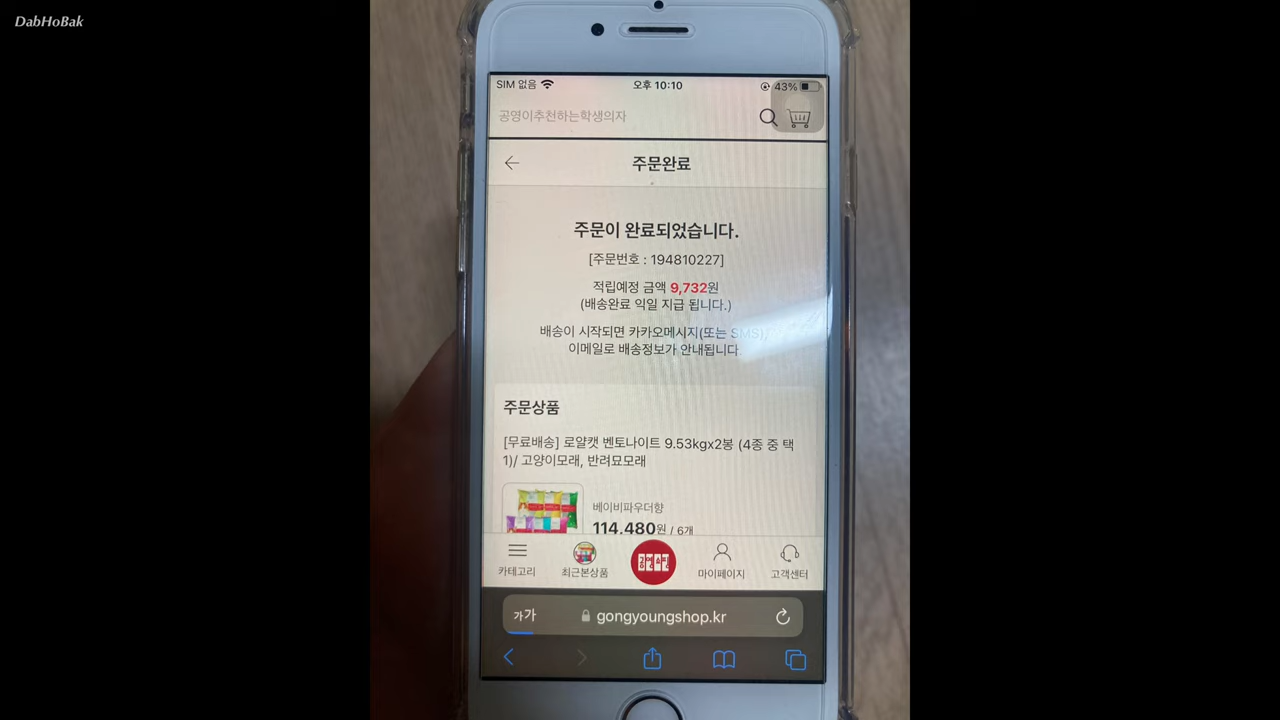 DabHoBak
SIM 없음
오후 10:10
43%
공영이추천하는학생의자
주문완료
주문이 완료되었습니다.
[주문번호 : 194810227]
적립예정 금액 9,732원
(배송완료 익일 지급 됩니다.)
배송이 시작되면 카카오메시지(또는 SMS),
이메일로 배송정보가 안내됩니다
주문상품
[무료배송] 로얄캣 벤토나이트 9.53kgx2봉 (4종 중 택
1)/ 고양이모래, 반려묘모래
베이비파우더향
114,480원 / 6개
카테고리
최근본상품
공영쇼핑
마이페이지
고객센터
가가
gongyoungshop.kr